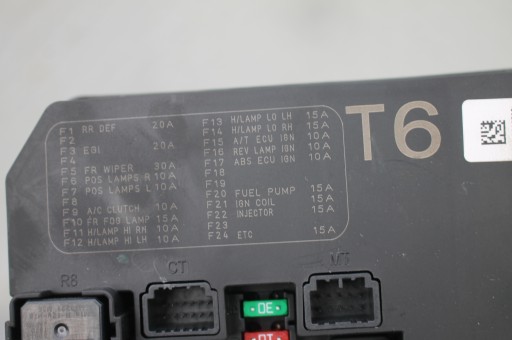 F1 RR DEF 20A
F2
F3 EGI 20A
F4
F5 FR WIPER 30A
F6 POS LAMPS R 10A
F7 POS LAMPS L 10A
F8
F9 A/C CLUTCH 10A
F10 FR FOG LAMP 15A
F11 H/LAMP HI RH 10A
F12 H/LAMP HI LH 10A
F13 H/LAMP LO LH 15A
F14 H/LAMP LO RH 15A
F15 A/T ECU IGN 10A
F16 REV LAMP IGN 10A
F17 ABS ECU IGN 10A
F18
F19
F20 FUEL PUMP 15A
F21 IGN COIL 15A
F22 INJECTOR 15A
F23
F24 ETC 15A
T6
R8
CT